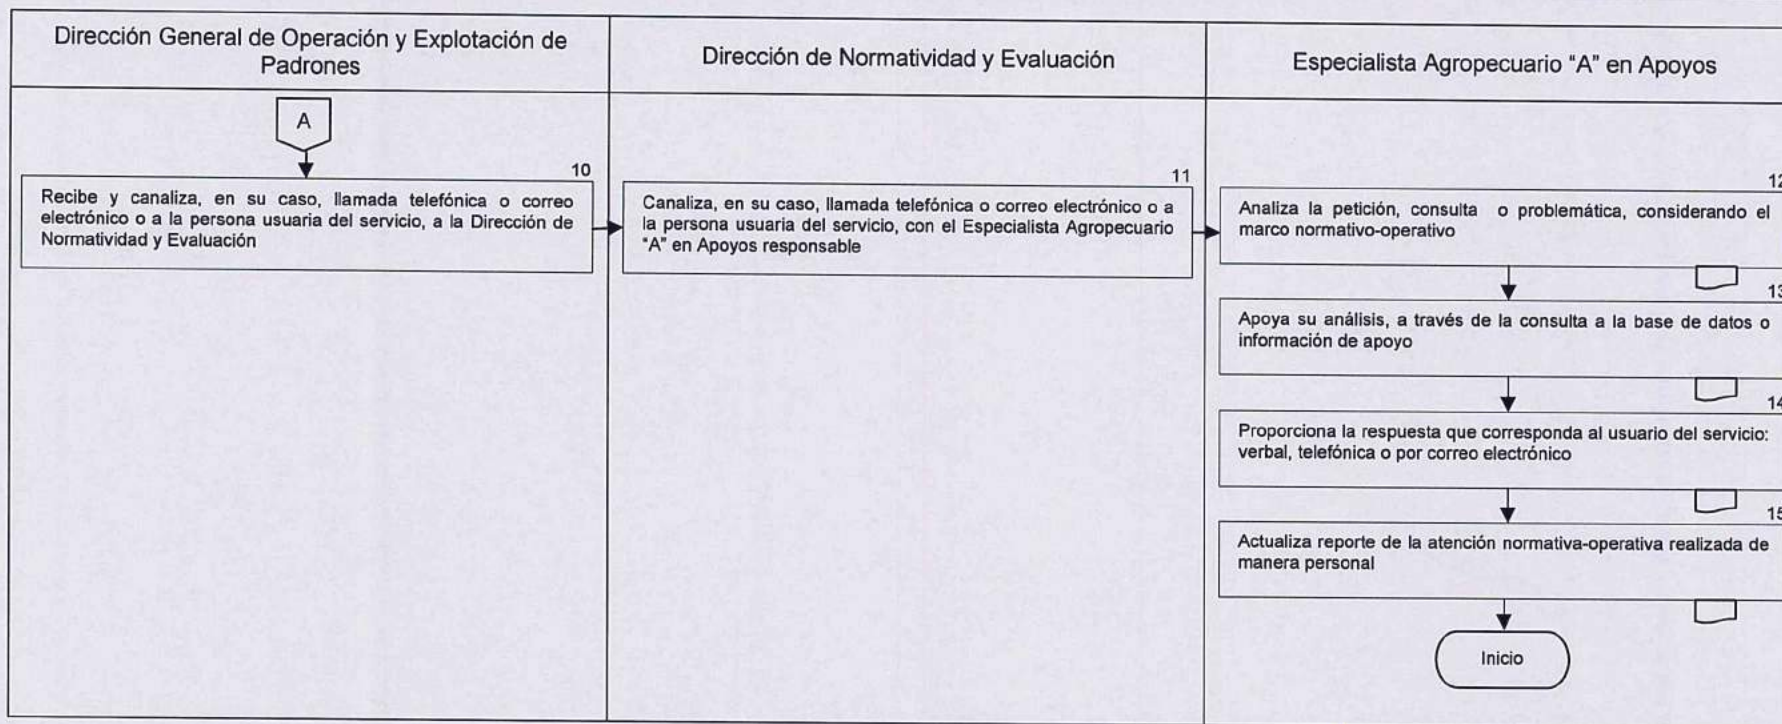 Dirección General de Operación y Explotación de
Padrones
Dirección de Normatividad y Evaluación
Especialista Agropecuario "A" en Apoyos
A
10
Recibe y canaliza, en su caso, llamada telefónica o correo
electrónico o a la persona usuaria del servicio, a la Dirección de
Normatividad y Evaluación
11
Canaliza, en su caso, llamada telefónica o correo electrónico o a
la persona usuaria del servicio, con el Especialista Agropecuario
"A" en Apoyos responsable
12
Analiza la petición, consulta o problemática, considerando el
marco normativo-operativo
13
Apoya su análisis, a través de la consulta a la base de datos o
información de apoyo
14
Proporciona la respuesta que corresponda al usuario del servicio:
verbal, telefónica o por correo electrónico
15
Actualiza reporte de la atención normativa-operativa realizada de
manera personal
Inicio